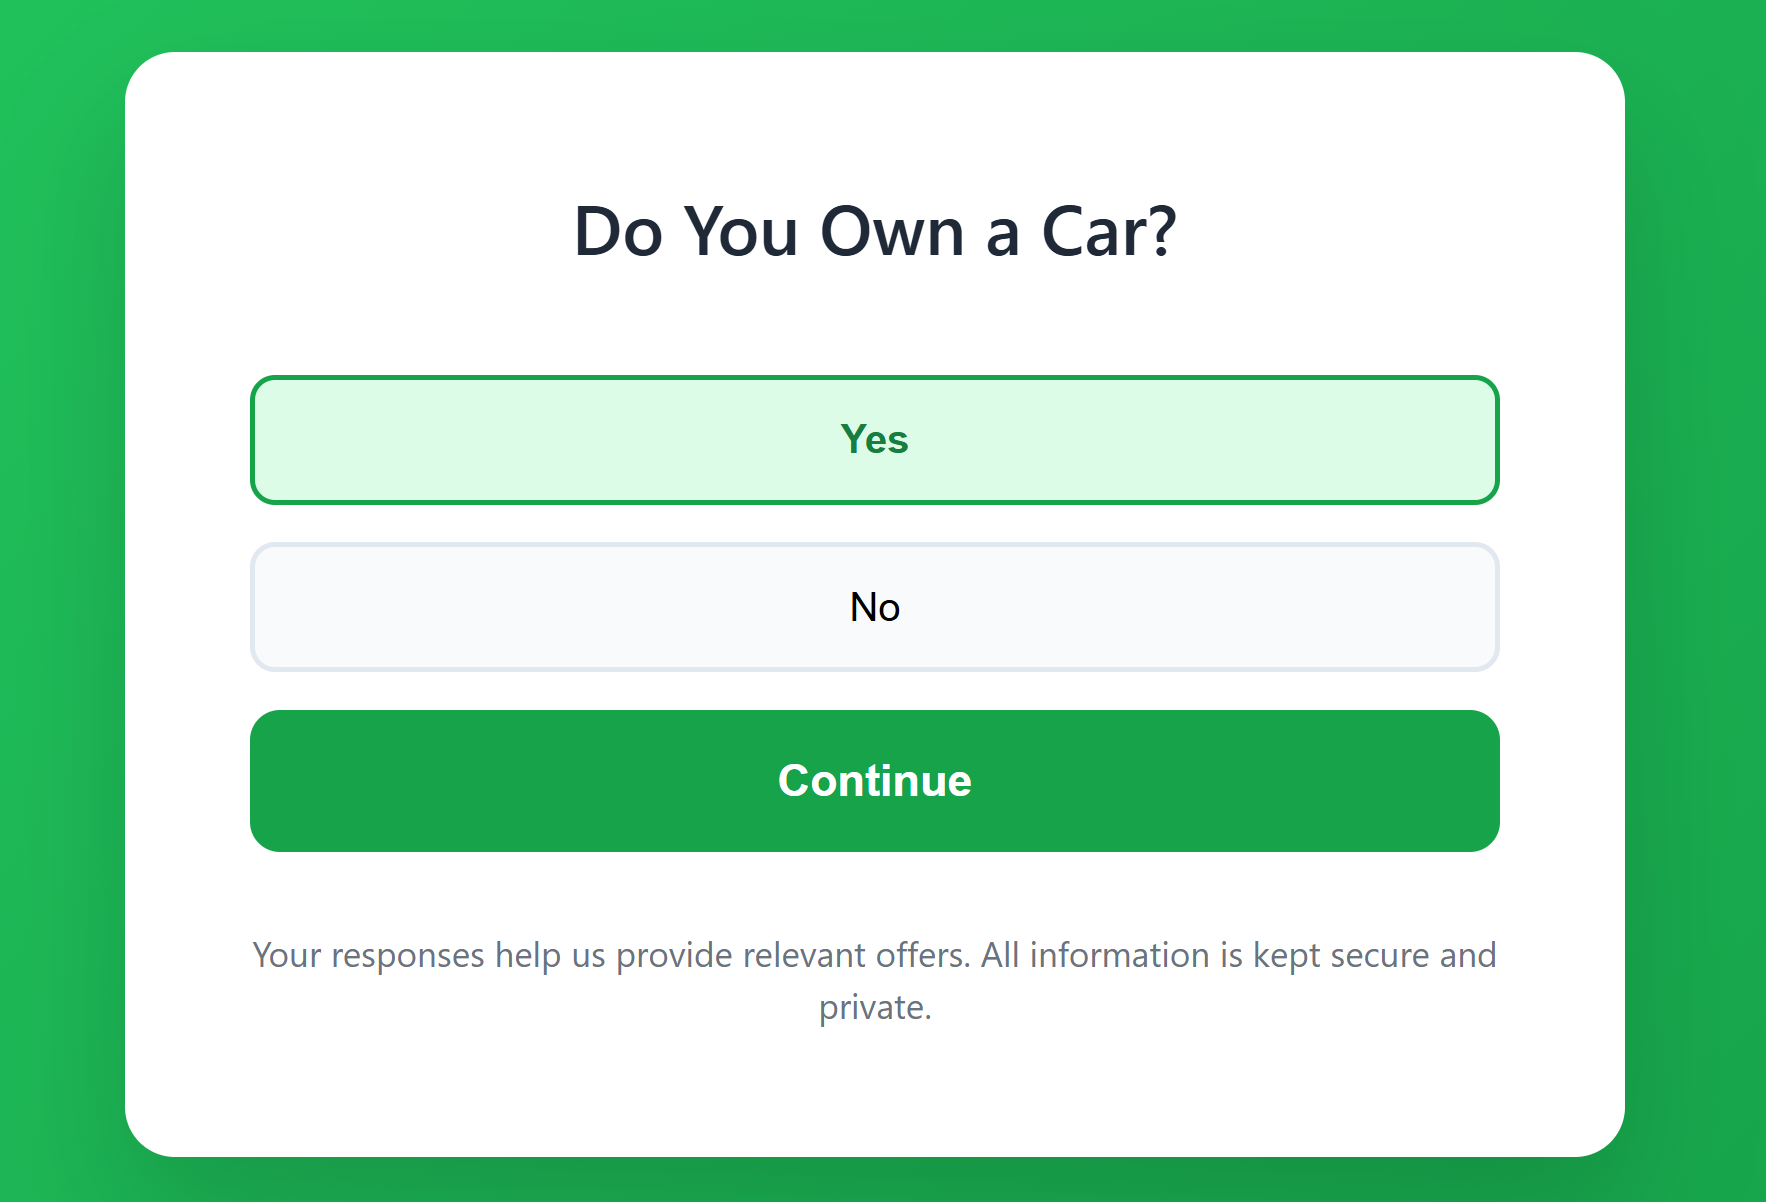 Do You Own a Car?
Yes
No
Continue
Your responses help us provide relevant offers. All information is kept secure and
private.